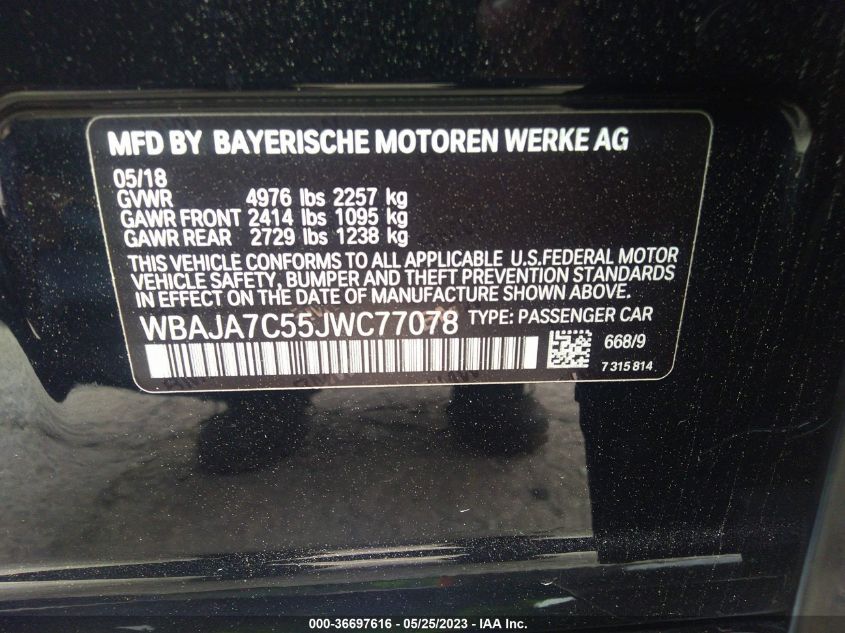 MFD BY BAYERISCHE MOTOREN WERKE AG
05/18
GVWR 4976 lbs 2257 kg
GAWR FRONT 2414 lbs 1095 kg
GAWR REAR 2729 lbs 1238 kg
THIS VEHICLE CONFORMS TO ALL APPLICABLE U.S.FEDERAL MOTOR
VEHICLE SAFETY, BUMPER AND THEFT PREVENTION STANDARDS
IN EFFECT ON THE DATE OF MANUFACTURE SHOWN ABOVE.
WBAJA7C55JWC77078 TYPE: PASSENGER CAR
668/9
7 315 814
000-36697616 - 05/25/2023 - IAA Inc.